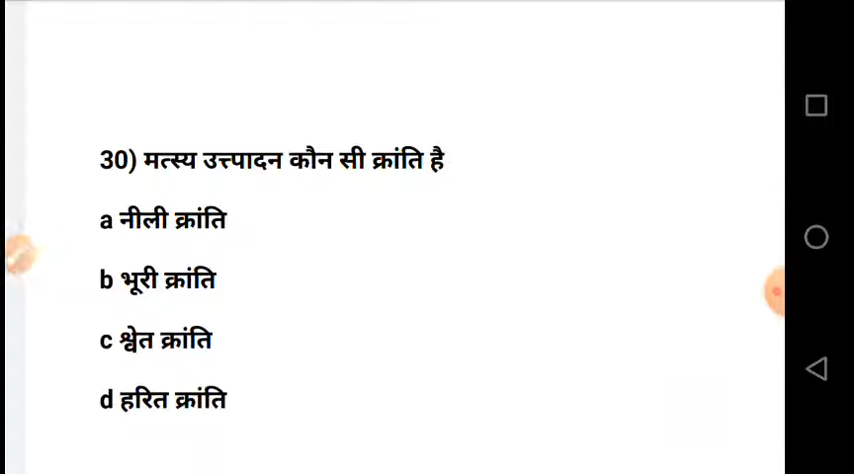 30) मत्स्य उत्त्पादन कौन सी क्रांति है
a नीली क्रांति
b भूरी क्रांति
c श्वेत क्रांति
d हरित क्रांति